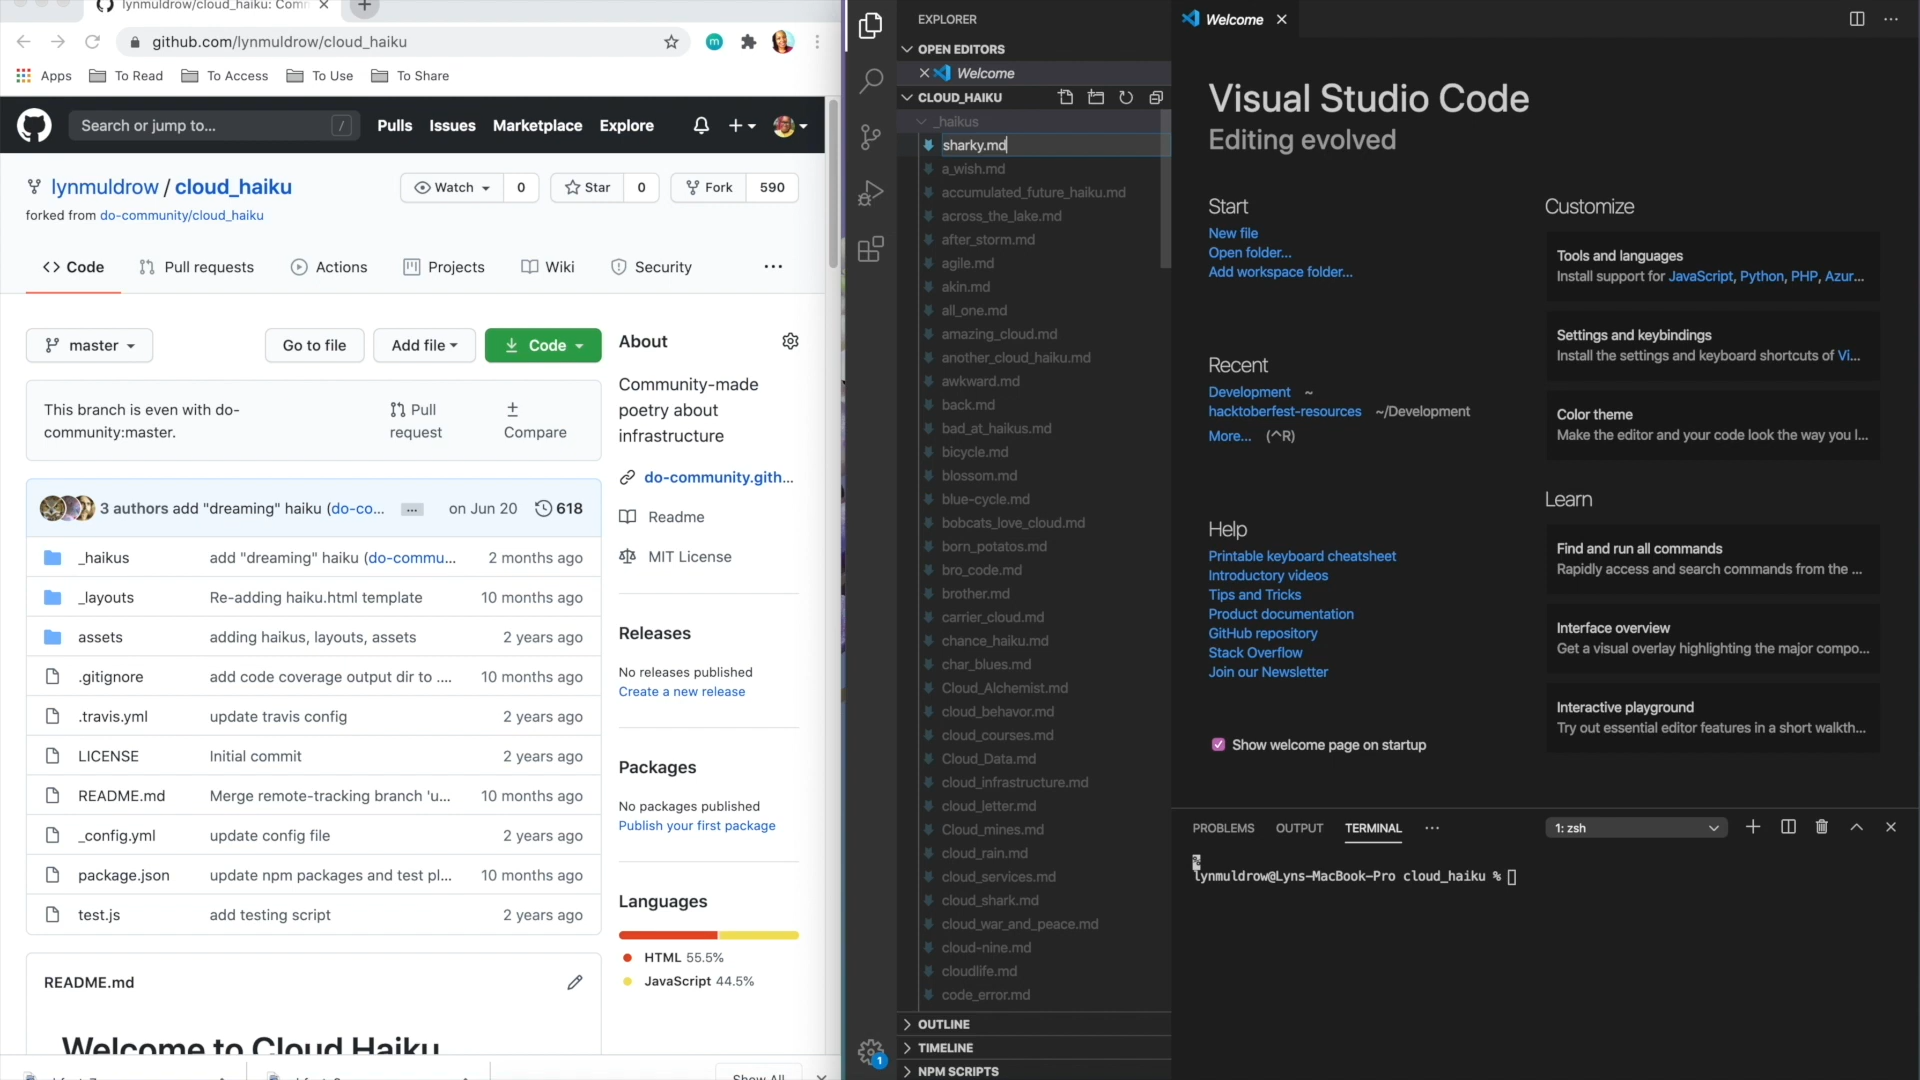 lynmuldrow/cloud_haiku: Comm
github.com/lynmuldrow/cloud_haiku
m
Apps To Read To Access To Use To Share
Search or jump to... / Pulls Issues Marketplace Explore
lynmuldrow / cloud_haiku
Watch 0 Star 0 Fork 590
forked from do-community/cloud_haiku
Code Pull requests Actions Projects Wiki Security ...
master Go to file Add file Code
This branch is even with do-
community:master.
Pull
request
Compare
3 authors add "dreaming" haiku (do-co... ... on Jun 20 618
_haikus add "dreaming" haiku (do-commu... 2 months ago
_layouts Re-adding haiku.html template 10 months ago
assets adding haikus, layouts, assets 2 years ago
.gitignore add code coverage output dir to .... 10 months ago
.travis.yml update travis config 2 years ago
LICENSE Initial commit 2 years ago
README.md Merge remote-tracking branch 'u... 10 months ago
_config.yml update config file 2 years ago
package.json update npm packages and test pl... 10 months ago
test.js add testing script 2 years ago
README.md
Welcome to Cloud Haiku
About
Community-made
poetry about
infrastructure
do-community.gith...
Readme
MIT License
Releases
No releases published
Create a new release
Packages
No packages published
Publish your first package
Languages
HTML 55.5%
JavaScript 44.5%
Show All
EXPLORER
OPEN EDITORS
Welcome
CLOUD_HAIKU
_haikus
sharky.md
a_wish.md
accumulated_future_haiku.md
across_the_lake.md
after_storm.md
agile.md
akin.md
all_one.md
amazing_cloud.md
another_cloud_haiku.md
awkward.md
back.md
bad_at_haikus.md
bicycle.md
blossom.md
blue-cycle.md
bobcats_love_cloud.md
born_potatos.md
bro_code.md
brother.md
carrier_cloud.md
chance_haiku.md
char_blues.md
Cloud_Alchemist.md
cloud_behavor.md
cloud_courses.md
Cloud_Data.md
cloud_infrastructure.md
cloud_letter.md
Cloud_mines.md
cloud_rain.md
cloud_services.md
cloud_shark.md
cloud_war_and_peace.md
cloud-nine.md
cloudlife.md
code_error.md
OUTLINE
TIMELINE
NPM SCRIPTS
1
Welcome
Visual Studio Code
Editing evolved
Start
New file
Open folder...
Add workspace folder...
Recent
Development ~
hacktoberfest-resources ~/Development
More... (^R)
Help
Printable keyboard cheatsheet
Introductory videos
Tips and Tricks
Product documentation
GitHub repository
Stack Overflow
Join our Newsletter
Show welcome page on startup
Customize
Tools and languages
Install support for JavaScript, Python, PHP, Azur...
Settings and keybindings
Install the settings and keyboard shortcuts of Vi...
Color theme
Make the editor and your code look the way you l...
Learn
Find and run all commands
Rapidly access and search commands from the ...
Interface overview
Get a visual overlay highlighting the major compo...
Interactive playground
Try out essential editor features in a short walkth...
PROBLEMS OUTPUT TERMINAL ... 1: zsh
%
lynmuldrow@Lyns-MacBook-Pro cloud_haiku %